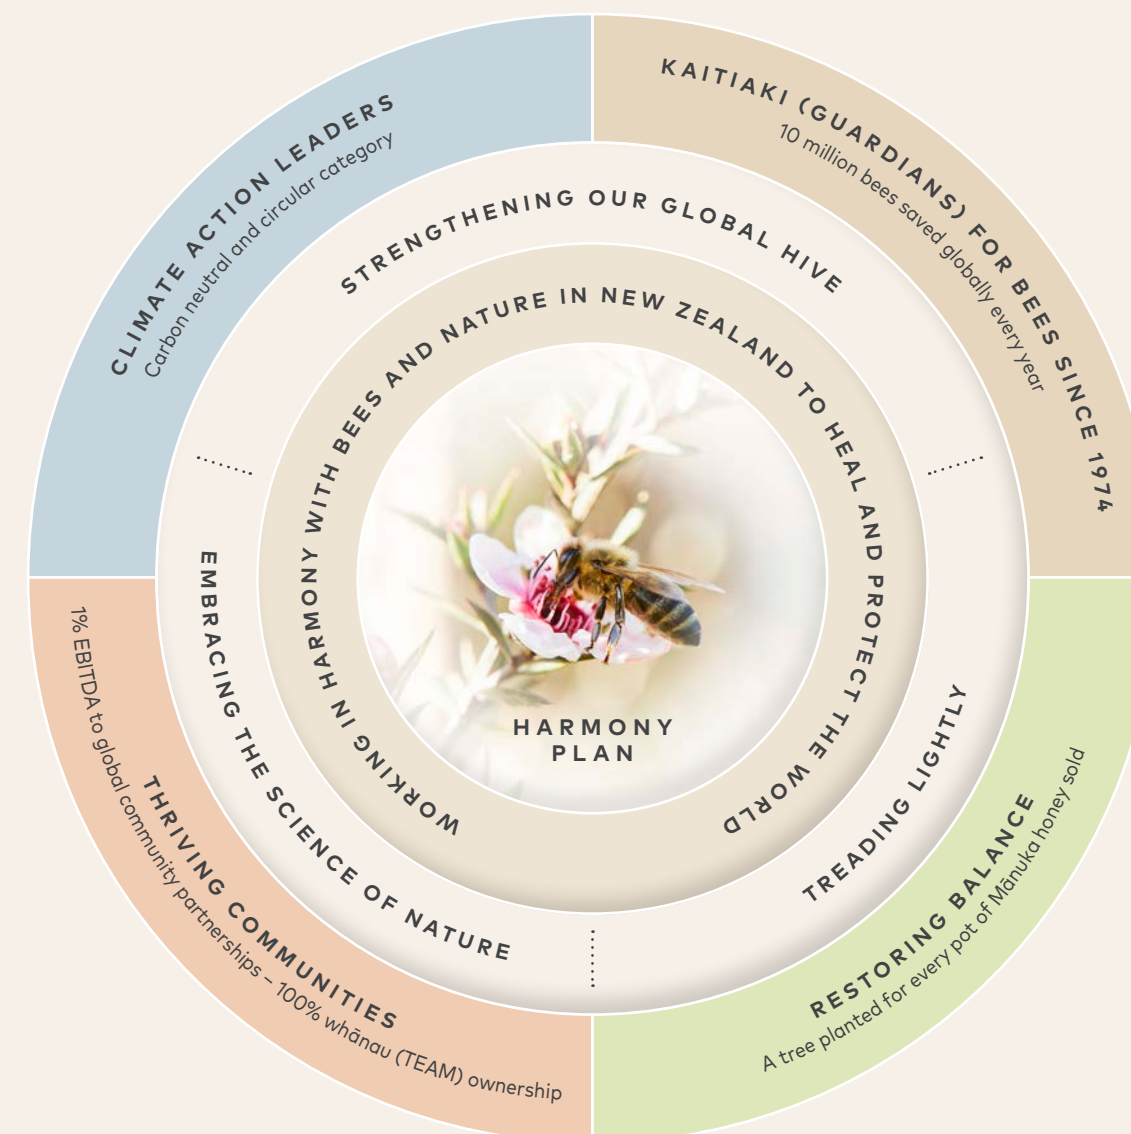 CLIMATE ACTION LEADERS
Carbon neutral and circular category
KAITIAKI (GUARDIANS) FOR BEES SINCE 1974
10 million bees saved globally every year
STRENGTHENING OUR GLOBAL HIVE
WORKING IN HARMONY WITH BEES AND NATURE IN NEW ZEALAND TO HEAL AND PROTECT THE WORLD
HARMONY
PLAN
EMBRACING THE SCIENCE OF NATURE
TREADING LIGHTLY
THRIVING COMMUNITIES
1% EBITDA to global community partnerships – 100% whānau (TEAM) ownership
RESTORING BALANCE
A tree planted for every pot of Mānuka honey sold